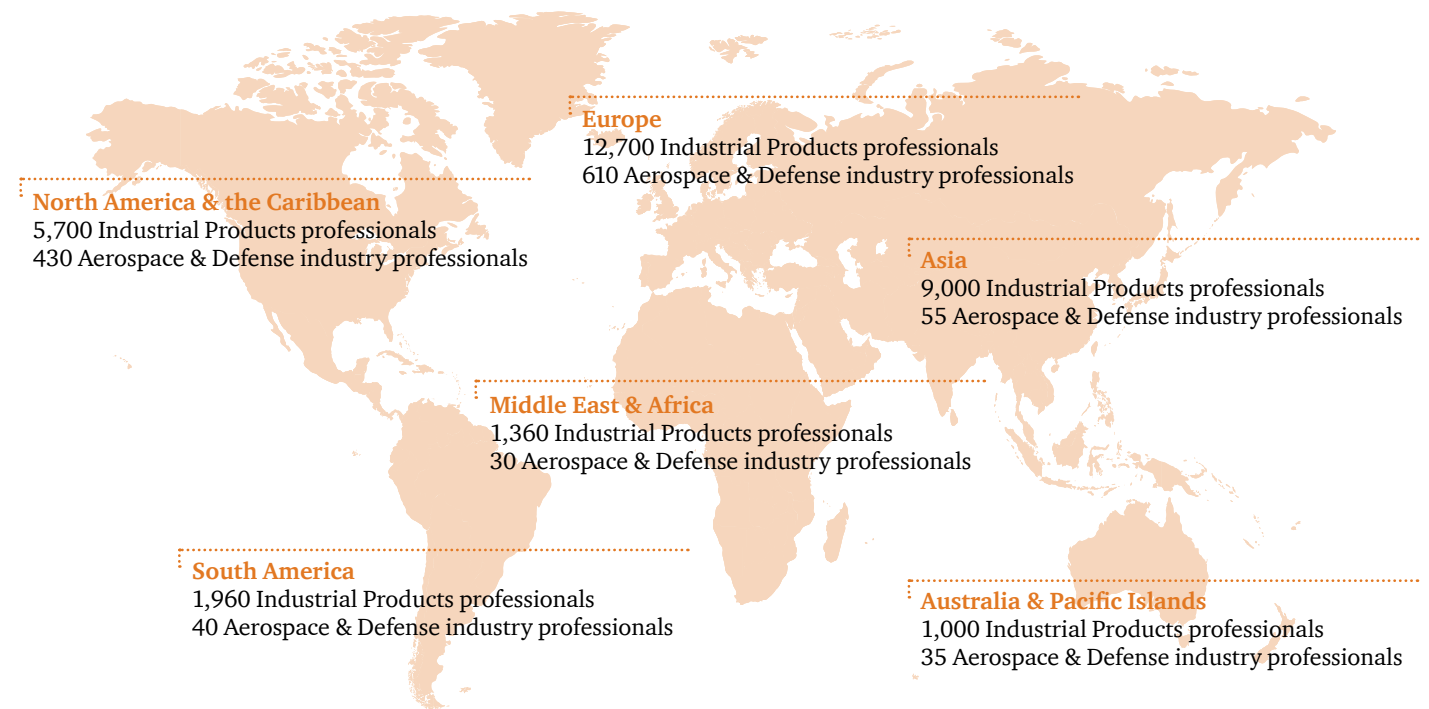 Europe
12,700 Industrial Products professionals
610 Aerospace & Defense industry professionals
North America & the Caribbean
5,700 Industrial Products professionals
430 Aerospace & Defense industry professionals
Asia
9,000 Industrial Products professionals
55 Aerospace & Defense industry professionals
Middle East & Africa
1,360 Industrial Products professionals
30 Aerospace & Defense industry professionals
South America
1,960 Industrial Products professionals
40 Aerospace & Defense industry professionals
Australia & Pacific Islands
1,000 Industrial Products professionals
35 Aerospace & Defense industry professionals